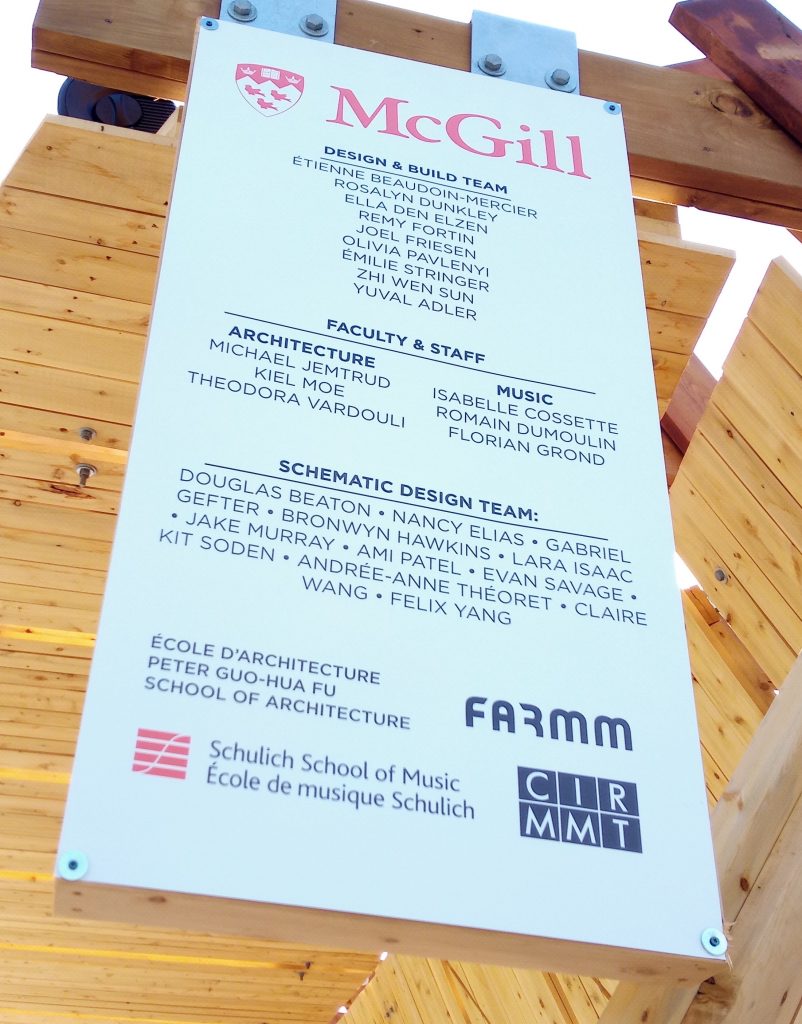 McGill
DESIGN & BUILD TEAM
ÉTIENNE BEAUDOIN-MERCIER
ROSALYN DUNKLEY
ELLA DEN ELZEN
REMY FORTIN
JOEL FRIESEN
OLIVIA PAVLENYI
ÉMILIE STRINGER
ZHI WEN SUN
YUVAL ADLER
FACULTY & STAFF
ARCHITECTURE
MICHAEL JEMTRUD
KIEL MOE
THEODORA VARDOULI
MUSIC
ISABELLE COSSETTE
ROMAIN DUMOULIN
FLORIAN GROND
SCHEMATIC DESIGN TEAM:
DOUGLAS BEATON • NANCY ELIAS • GABRIEL
GEFTER • BRONWYN HAWKINS • LARA ISAAC
• JAKE MURRAY • AMI PATEL • EVAN SAVAGE •
KIT SODEN • ANDRÉE-ANNE THÉORET • CLAIRE
WANG • FELIX YANG
ÉCOLE D'ARCHITECTURE
PETER GUO-HUA FU
SCHOOL OF ARCHITECTURE
FARMM
Schulich School of Music
École de musique Schulich
CIR
MMT